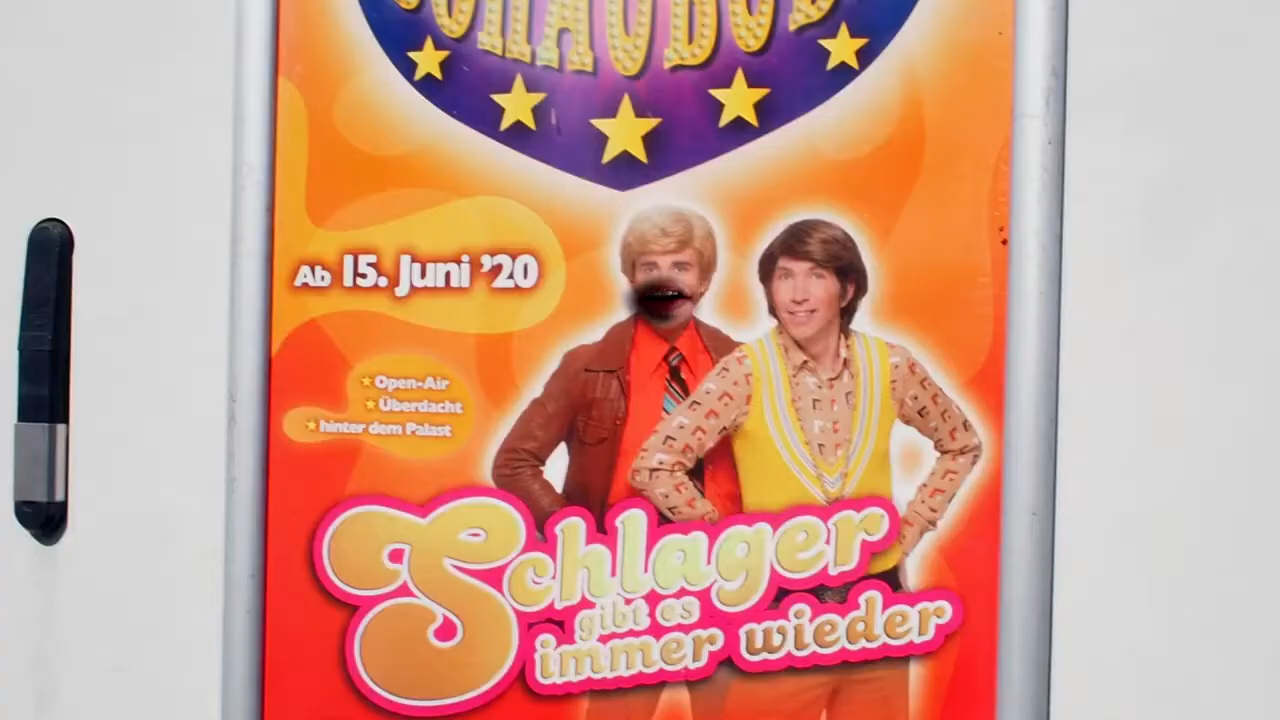 Ab 15. Juni '20
Open-Air
Überdacht
hinter dem Palast
Schlager
gibt es
immer wieder